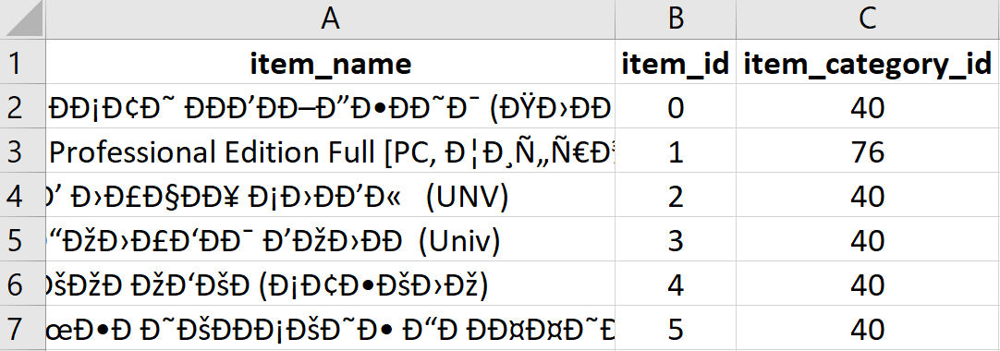 A B C
1 item_name item_id item_category_id
2 ÐÐ¡Ð¢Ð˜ ÐÐÐ’ÐÐ–Ð”Ð•ÐÐ˜Ð¯ (ÐŸÐ›ÐÐ 0 40
3 Professional Edition Full [PC, Ð¦Ð¸Ñ„Ñ€Ð 1 76
4 Ð’ Ð›Ð£Ð§ÐÐ¥ Ð¡Ð›ÐÐ’Ð« (UNV) 2 40
5 Ð“ÐžÐ›Ð£Ð‘ÐÐ¯ Ð’ÐžÐ›ÐÐ (Univ) 3 40
6 ÐšÐžÐ ÐžÐ‘ÐšÐ (Ð¡Ð¢Ð•ÐšÐ›Ðž) 4 40
7 œÐ•Ð Ð˜ÐšÐÐÐ¡ÐšÐ˜Ð• Ð“Ð ÐÐ¤Ð¤Ð˜Ð 5 40